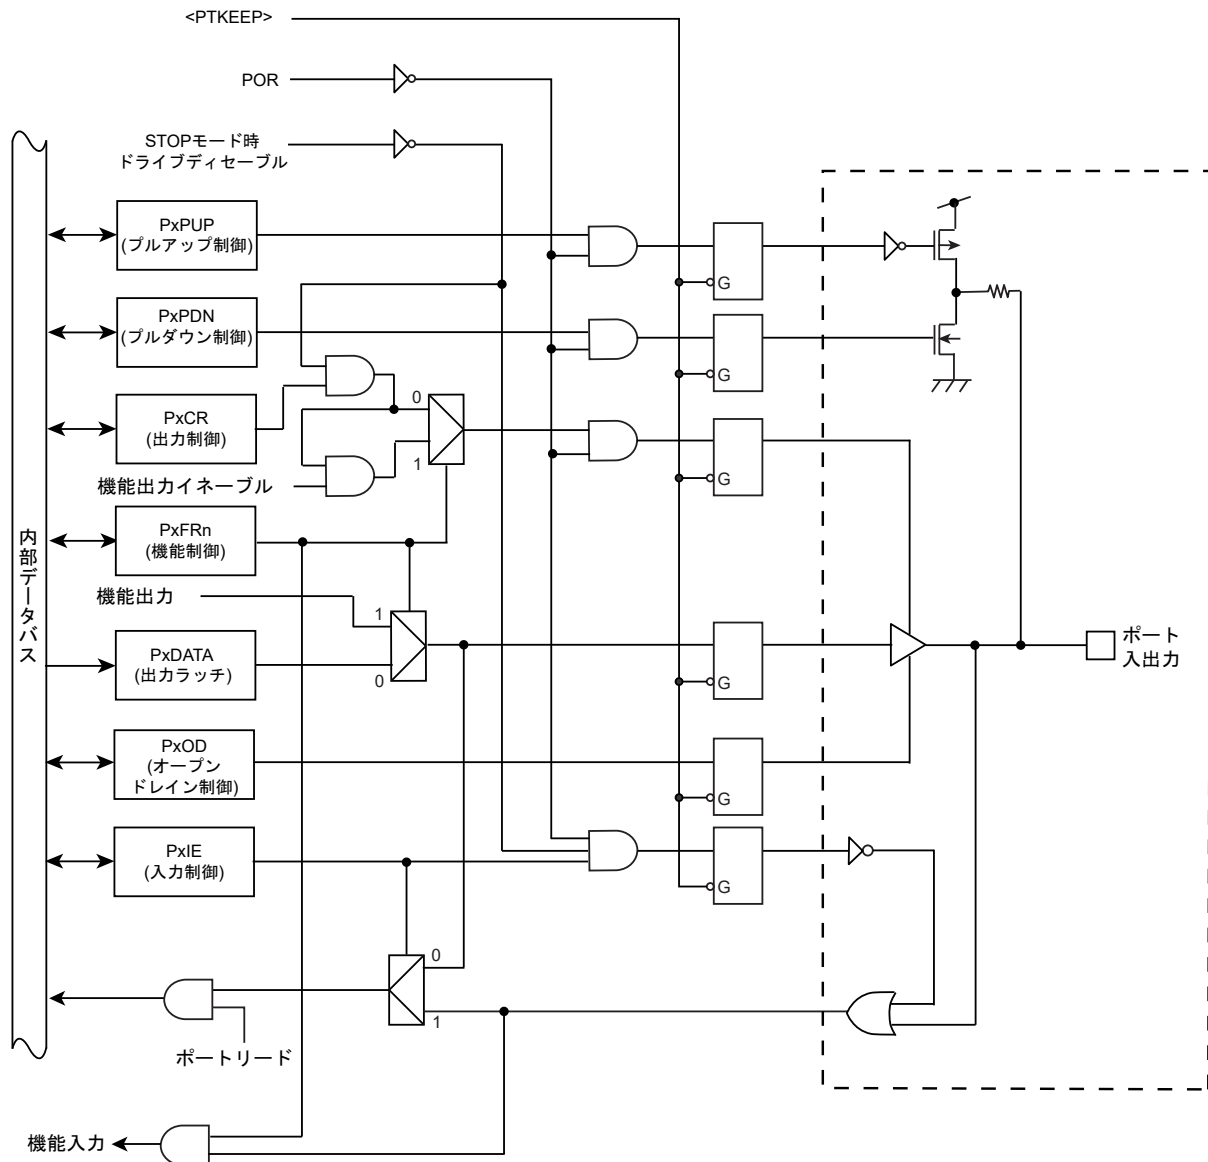 <PTKEEP>
POR
STOPモード時
ドライブディセーブル
PxPUP
(プルアップ制御)
G
PxPDN
(プルダウン制御)
G
PxCR
(出力制御)
0
1
G
機能出力イネーブル
PxFRn
(機能制御)
内部データバス
機能出力
1
0
PxDATA
(出力ラッチ)
G
ポート
入出力
PxOD
(オープン
ドレイン制御)
G
PxIE
(入力制御)
G
0
1
ポートリード
機能入力